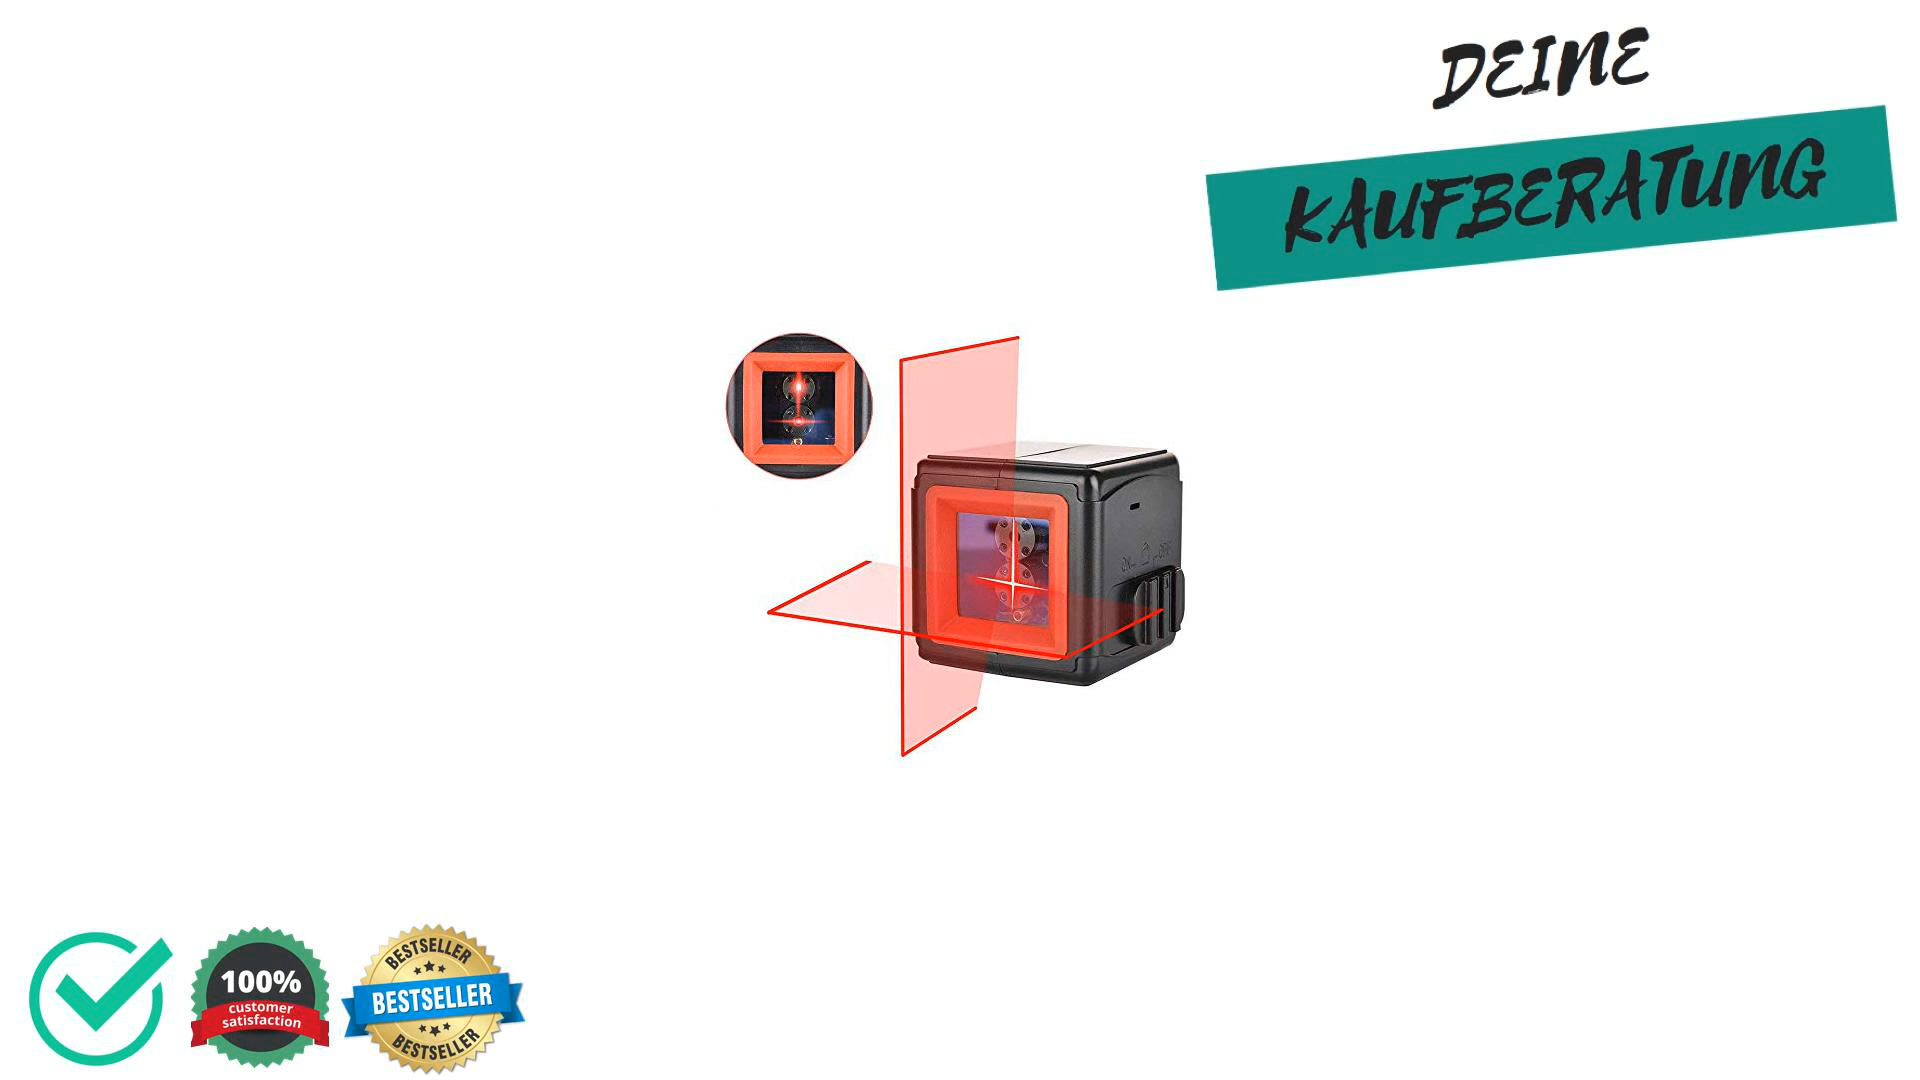 DEINE
KAUFBERATUNG
100%
customer
satisfaction
BESTSELLER
BESTSELLER
BESTSELLER